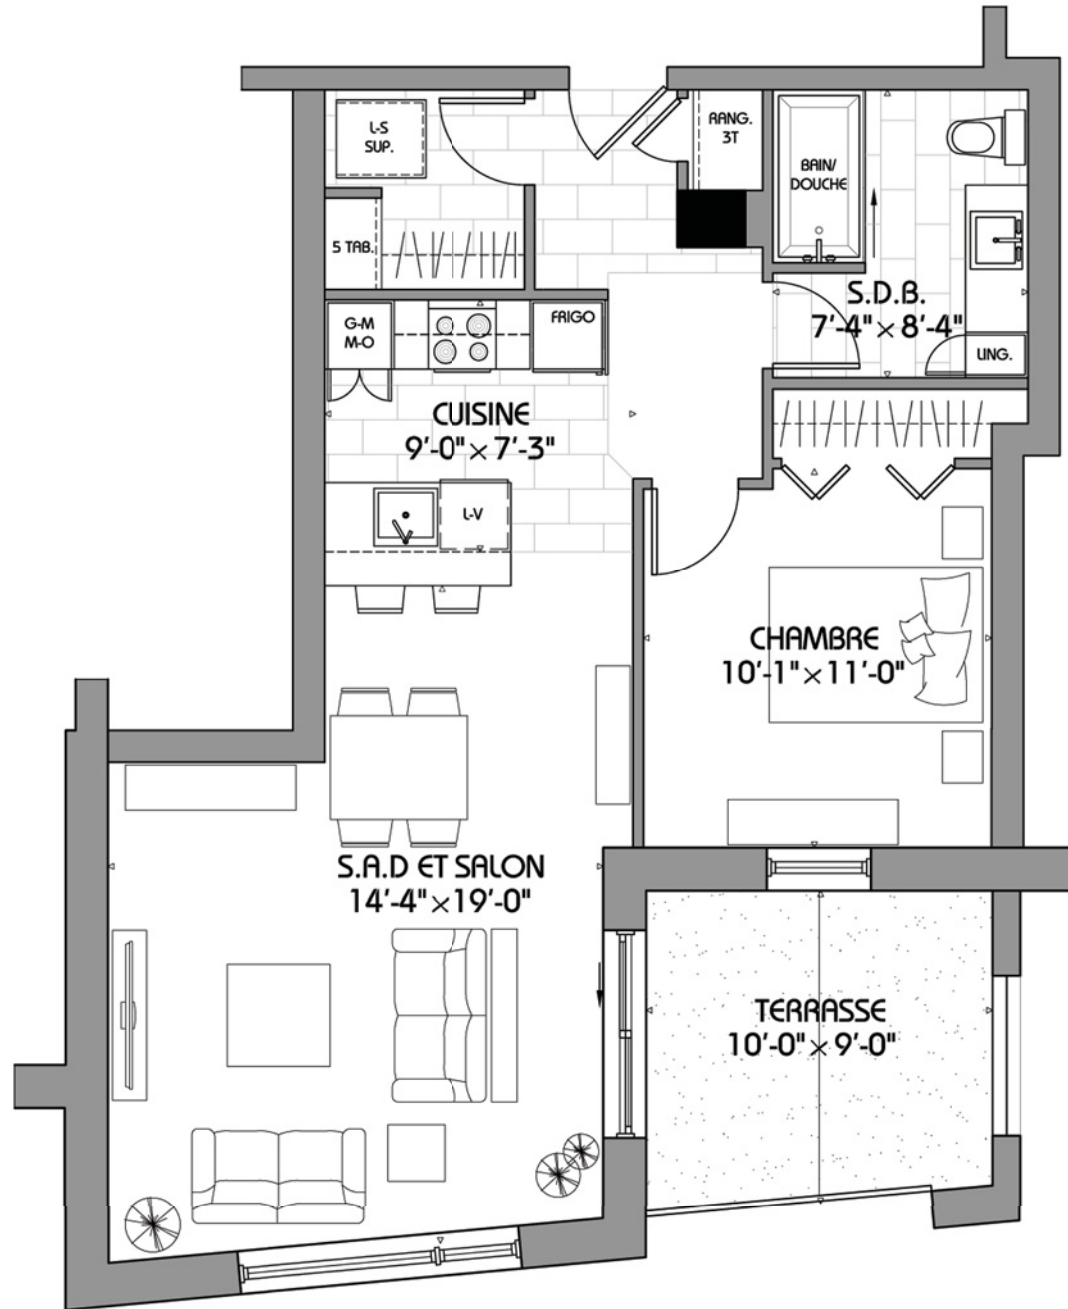 L-S
SUP.
RANG.
3T
BAIN/
DOUCHE
5 TAB.
S.D.B.
7'-4" × 8'-4"
G-M
M-O
FRIGO
LING.
CUISINE
9'-0" × 7'-3"
L-V
CHAMBRE
10'-1" × 11'-0"
S.A.D ET SALON
14'-4" × 19'-0"
TERRASSE
10'-0" × 9'-0"